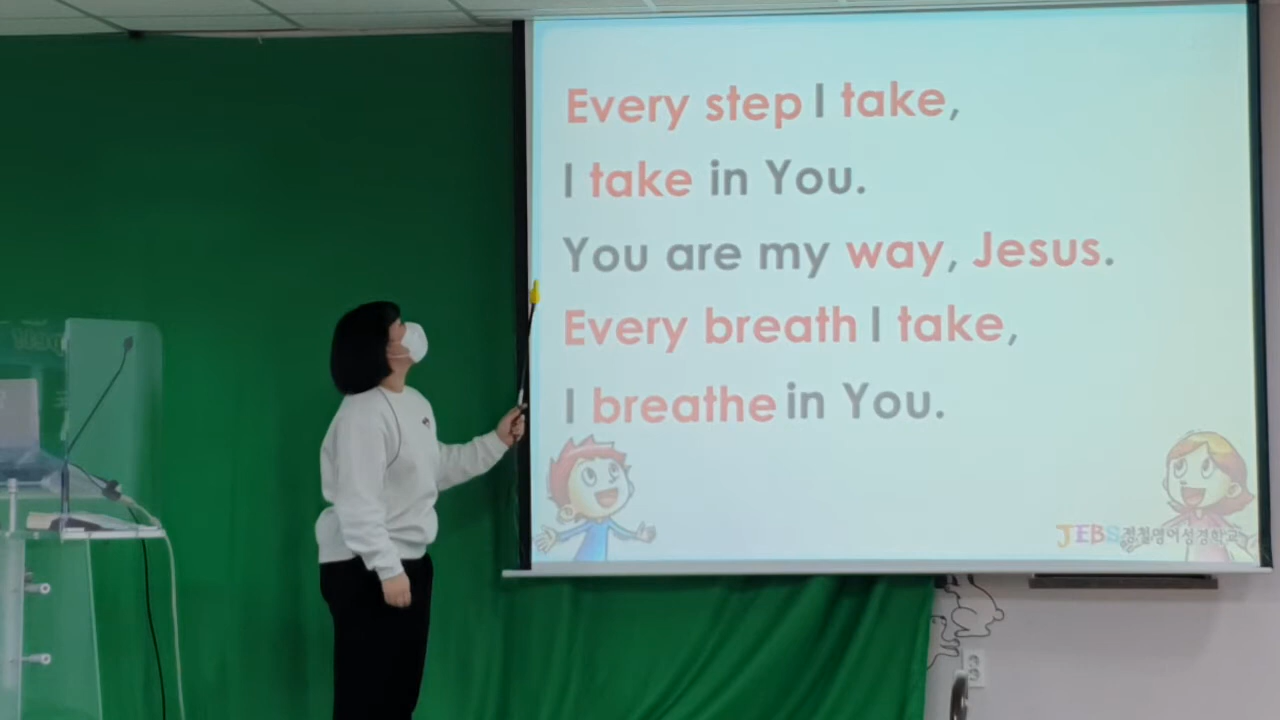 Every step I take,
I take in You.
You are my way, Jesus.
Every breath I take,
I breathe in You.
JEBS정철영어성경학교